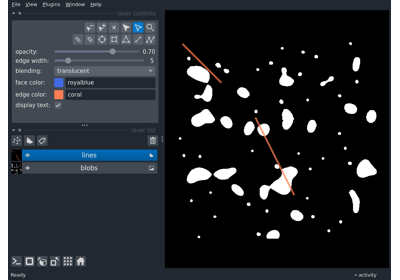 File View Plugins Window Help
layer controls
opacity: 0.70
edge width: 5
blending: translucent
face color: royalblue
edge color: coral
display text:
layer list
lines
blobs
Ready
activity